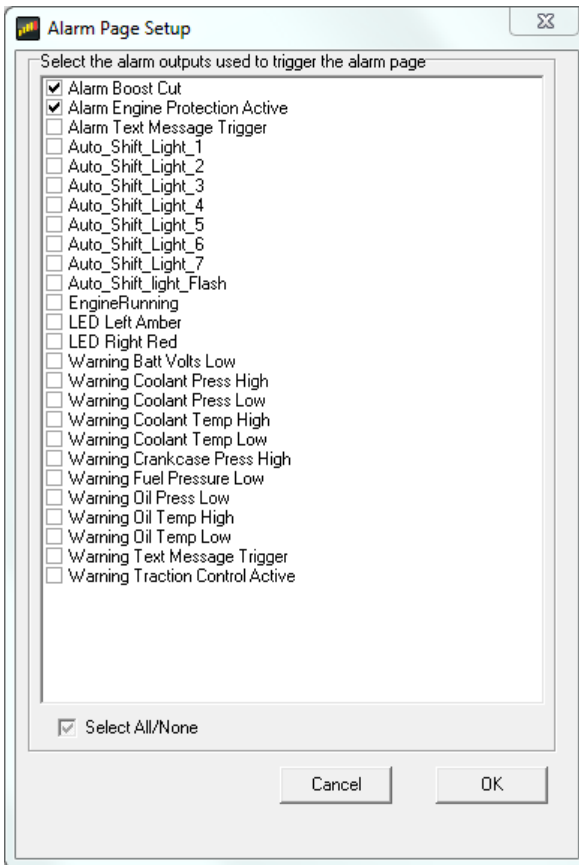 Alarm Page Setup
Select the alarm outputs used to trigger the alarm page
Alarm Boost Cut
Alarm Engine Protection Active
Alarm Text Message Trigger
Auto_Shift_Light_1
Auto_Shift_Light_2
Auto_Shift_Light_3
Auto_Shift_Light_4
Auto_Shift_Light_5
Auto_Shift_Light_6
Auto_Shift_Light_7
Auto_Shift_light_Flash
EngineRunning
LED Left Amber
LED Right Red
Warning Batt Volts Low
Warning Coolant Press High
Warning Coolant Press Low
Warning Coolant Temp High
Warning Coolant Temp Low
Warning Crankcase Press High
Warning Fuel Pressure Low
Warning Oil Press Low
Warning Oil Temp High
Warning Oil Temp Low
Warning Text Message Trigger
Warning Traction Control Active
Select All/None
Cancel OK